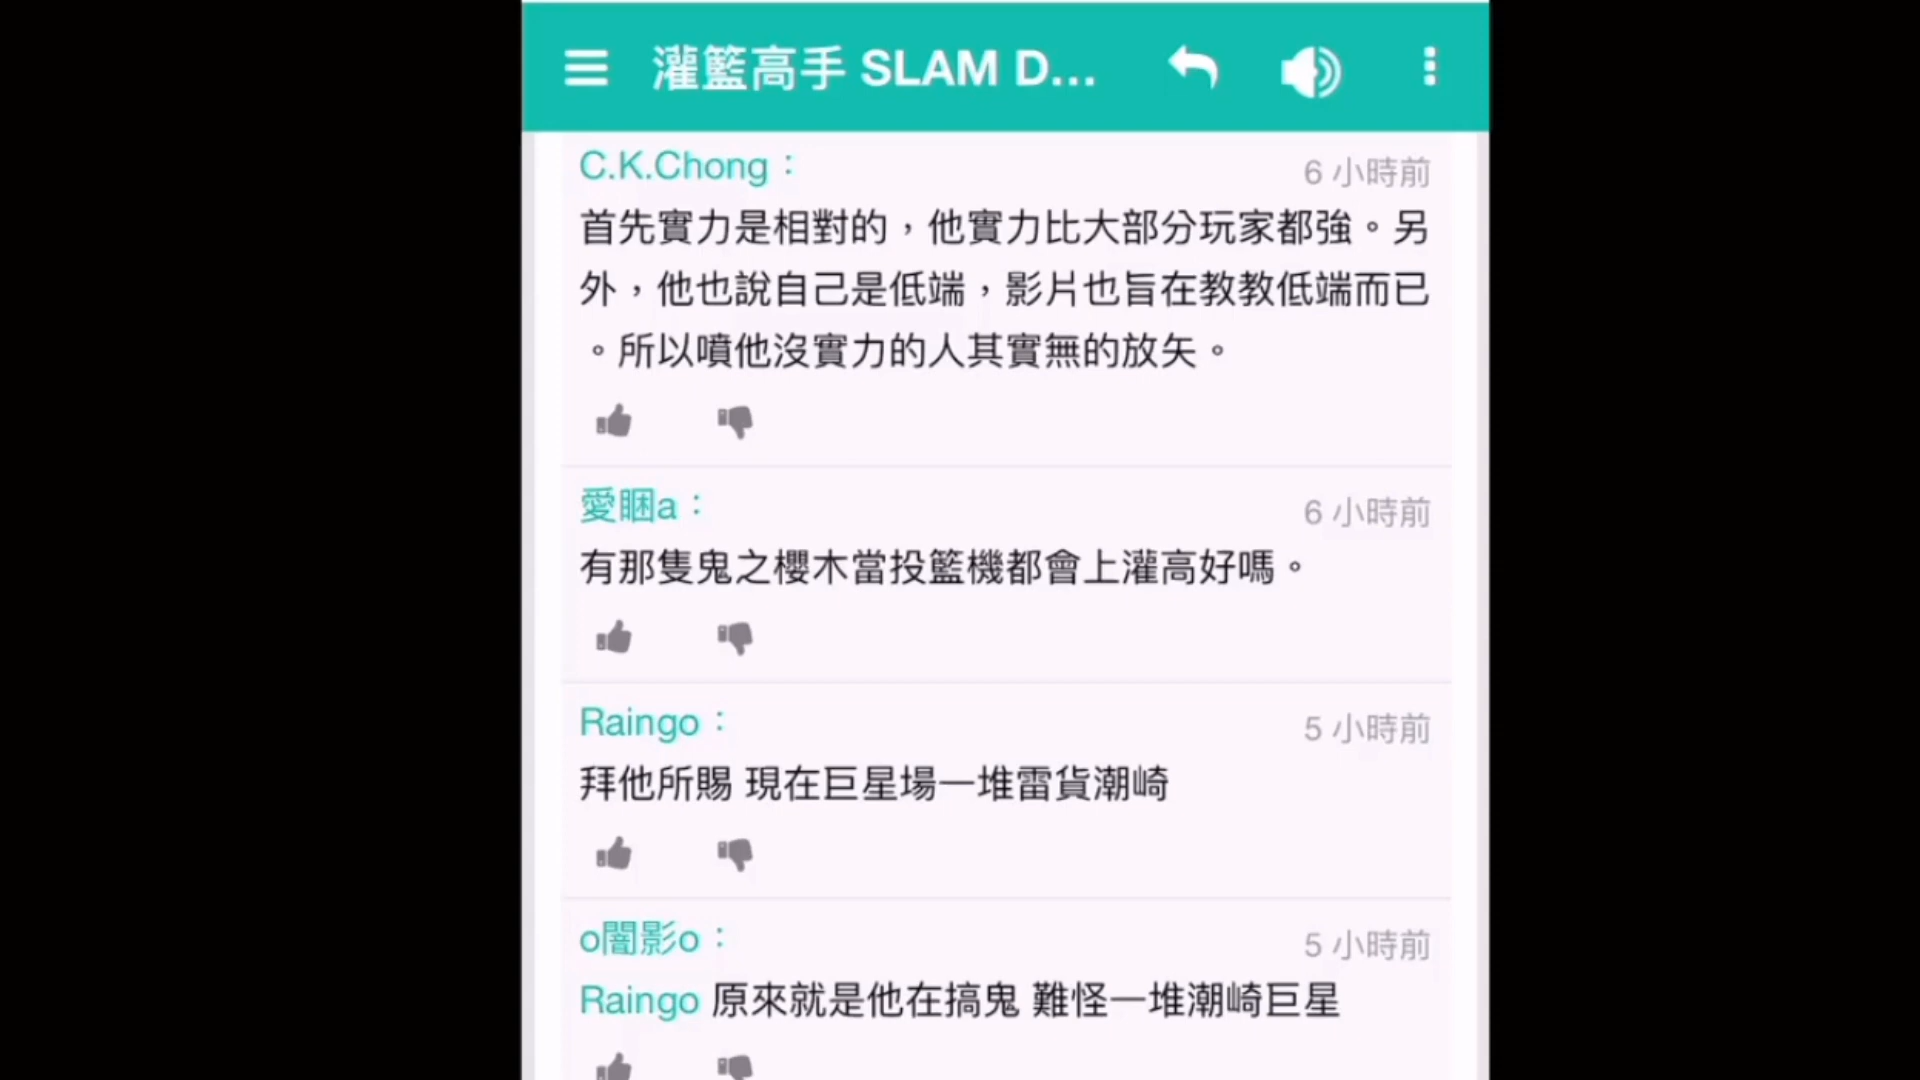 灌籃高手 SLAM D...
C.K.Chong：
6 小時前
首先實力是相對的，他實力比大部分玩家都強。另
外，他也說自己是低端，影片也旨在教教低端而已
。所以噴他沒實力的人其實無的放矢。
愛睏a：
6 小時前
有那隻鬼之櫻木當投籃機都會上灌高好嗎。
Raingo：
5 小時前
拜他所賜 現在巨星場一堆雷貨潮崎
o闇影o：
5 小時前
Raingo 原來就是他在搞鬼 難怪一堆潮崎巨星